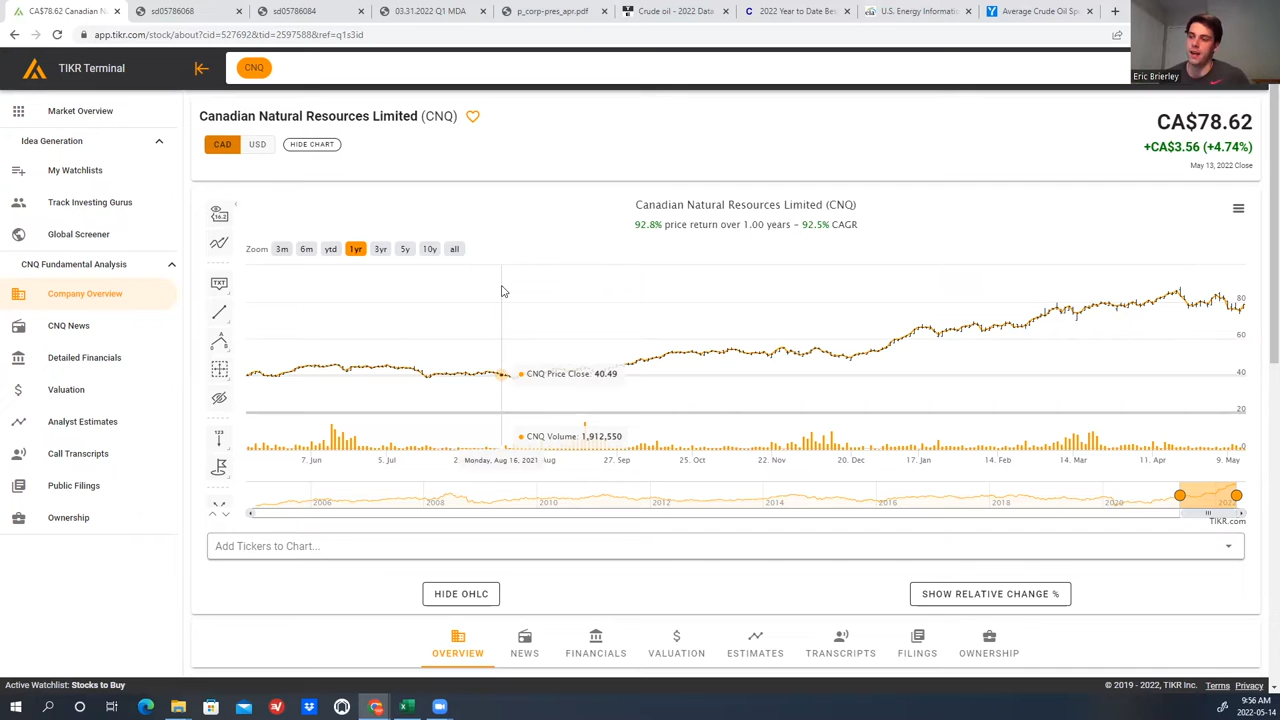 CA$78.62 Canadian N
sd05786068
sd05786084
03.31.2022 Q1 MDA
p_corp-pres_apr.pdf
Crude oil - 2022 Data
2022 Year to Date Bes
U.S. Energy Informatio
Average Crude Oil Sp
app.tikr.com/stock/about?cid=527692&tid=2597588&ref=q1s3id
Eric Brierley
TIKR Terminal
CNQ
Market Overview
Idea Generation
My Watchlists
Track Investing Gurus
Global Screener
CNQ Fundamental Analysis
Company Overview
CNQ News
Detailed Financials
Valuation
Analyst Estimates
Call Transcripts
Public Filings
Ownership
Canadian Natural Resources Limited (CNQ)
CAD USD HIDE CHART
CA$78.62
+CA$3.56 (+4.74%)
May 13, 2022 Close
Canadian Natural Resources Limited (CNQ)
92.8% price return over 1.00 years - 92.5% CAGR
Zoom 3m 6m ytd 1yr 3yr 5y 10y all
16.2
TXT
A
123
80
60
40
20
0
CNQ Price Close: 40.49
CNQ Volume: 1,912,550
7. Jun 5. Jul 2. Monday, Aug 16, 2021 Aug 27. Sep 25. Oct 22. Nov 20. Dec 17. Jan 14. Feb 14. Mar 11. Apr 9. May
2006 2008 2010 2012 2014 2016 2018 2020 2022
TIKR.com
Add Tickers to Chart...
HIDE OHLC
SHOW RELATIVE CHANGE %
OVERVIEW NEWS FINANCIALS VALUATION ESTIMATES TRANSCRIPTS FILINGS OWNERSHIP
Active Watchlist: Stocks to Buy
© 2019 - 2022, TIKR Inc. Terms Privacy
9:56 AM
2022-05-14